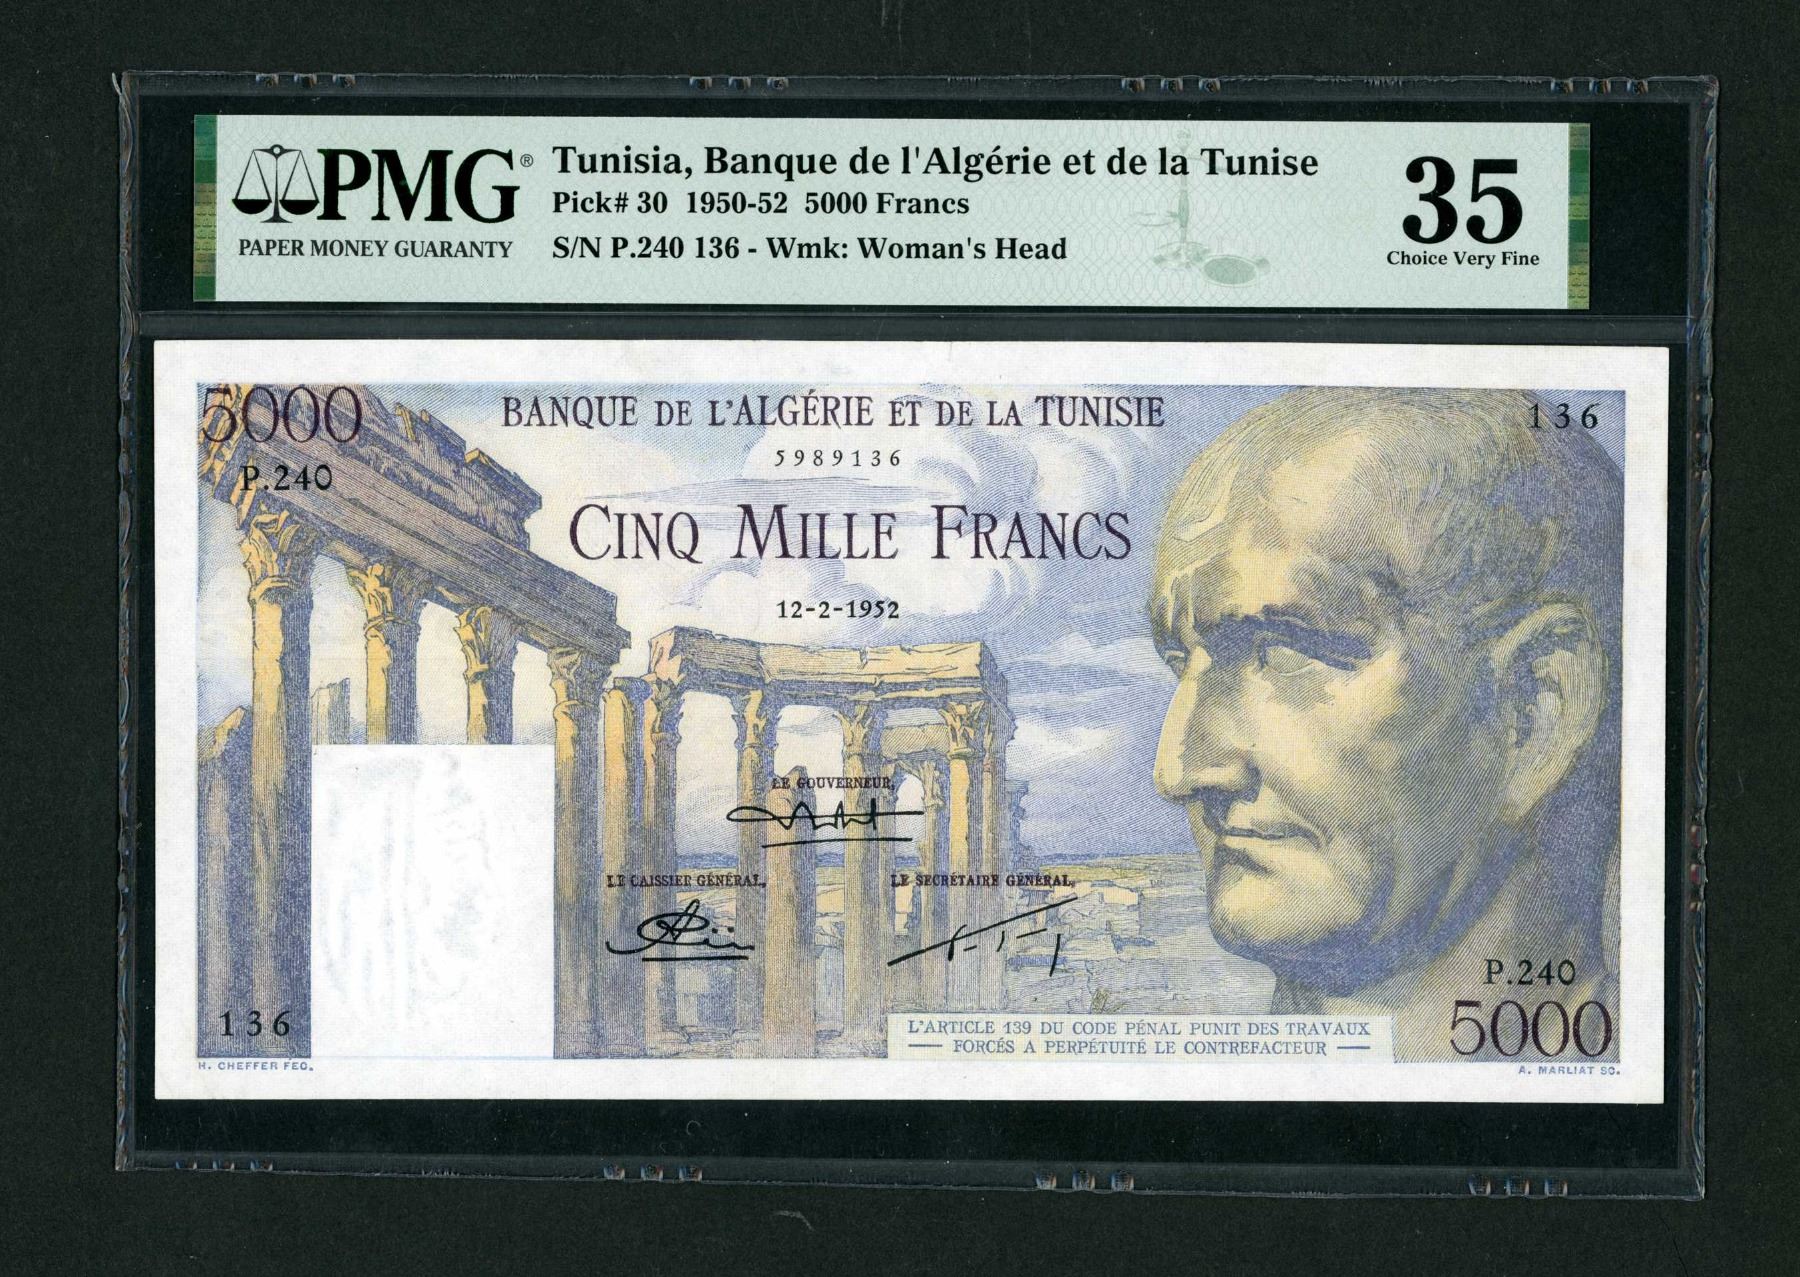 PMG®
PAPER MONEY GUARANTY
Tunisia, Banque de l'Algérie et de la Tunise
Pick# 30 1950-52 5000 Francs
S/N P.240 136 - Wmk: Woman's Head
35
Choice Very Fine
5000
BANQUE DE L'ALGÉRIE ET DE LA TUNISIE
136
5989136
P.240
CINQ MILLE FRANCS
12-2-1952
LE GOUVERNEUR,
LE CAISSIER GÉNÉRAL,
LE SECRÉTAIRE GÉNÉRAL,
P.240
136
5000
L'ARTICLE 139 DU CODE PÉNAL PUNIT DES TRAVAUX
FORCÉS A PERPÉTUITÉ LE CONTREFACTEUR
H. CHEFFER FEC.
A. MARLIAT SC.